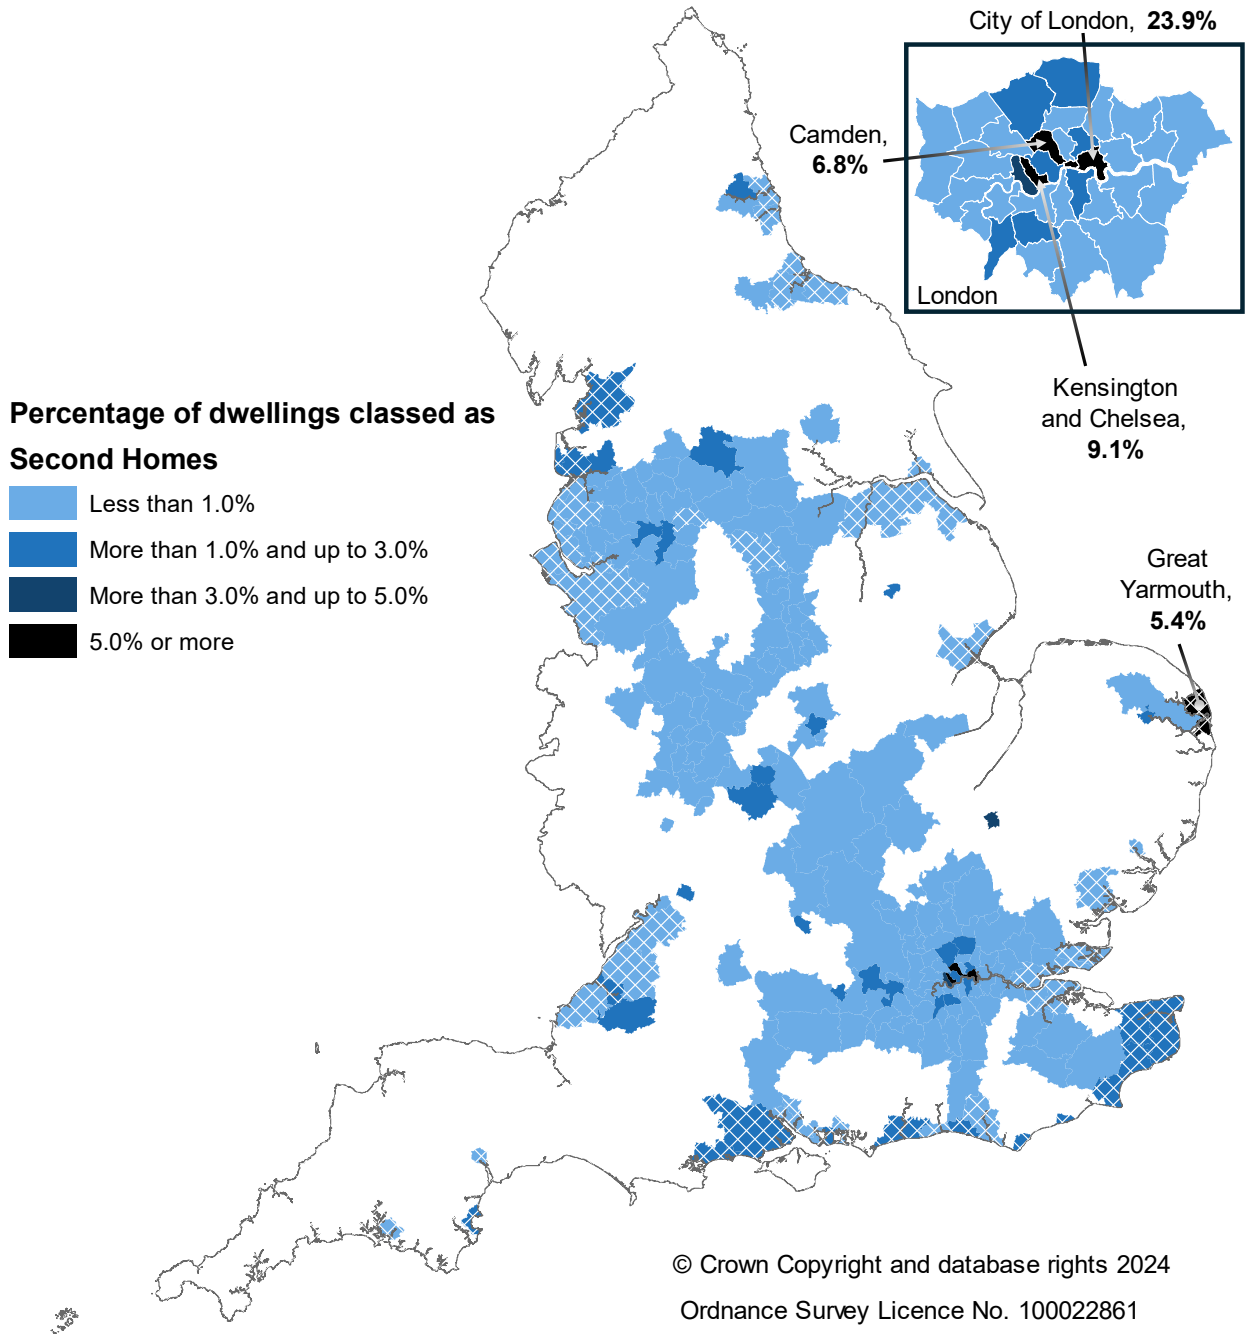 City of London, 23.9%
Camden,
6.8%
London
Kensington
and Chelsea,
9.1%
Percentage of dwellings classed as
Second Homes
Less than 1.0%
More than 1.0% and up to 3.0%
More than 3.0% and up to 5.0%
5.0% or more
Great
Yarmouth,
5.4%
© Crown Copyright and database rights 2024
Ordnance Survey Licence No. 100022861